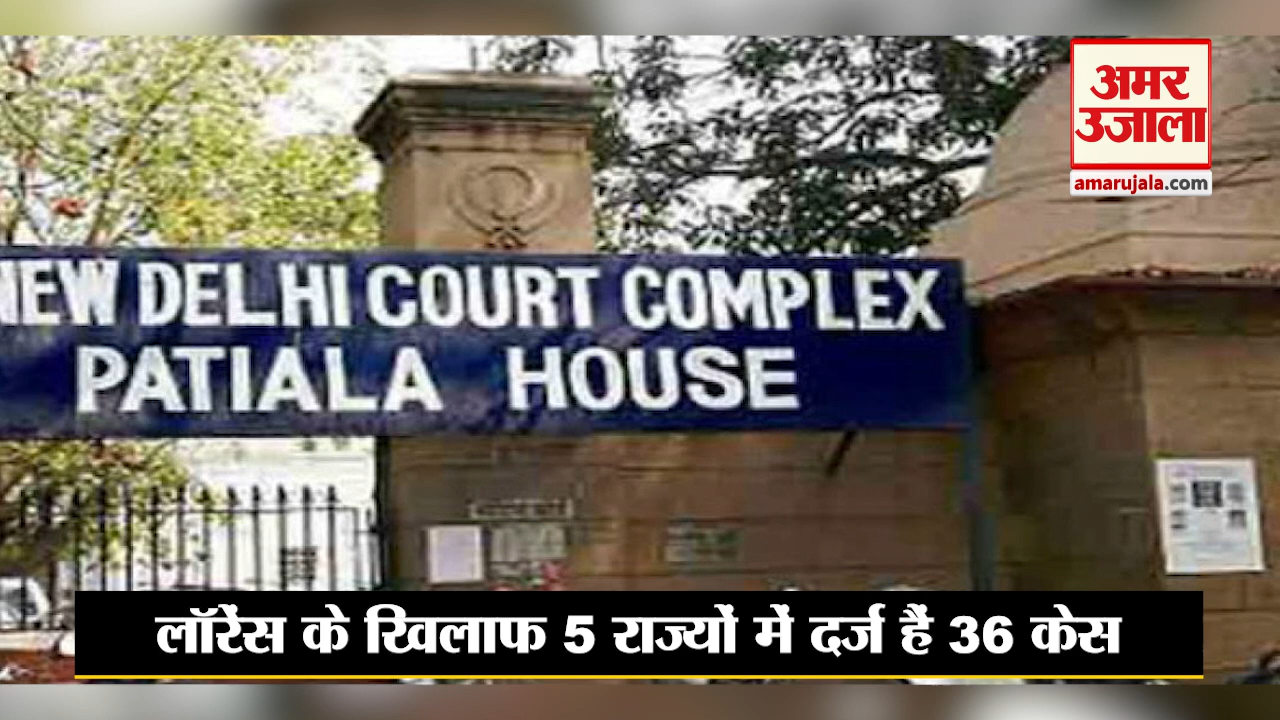 अमर
उजाला
amarujala.com
NEW DELHI COURT COMPLEX
PATIALA HOUSE
लॉरेंस के खिलाफ 5 राज्यों में दर्ज हैं 36 केस